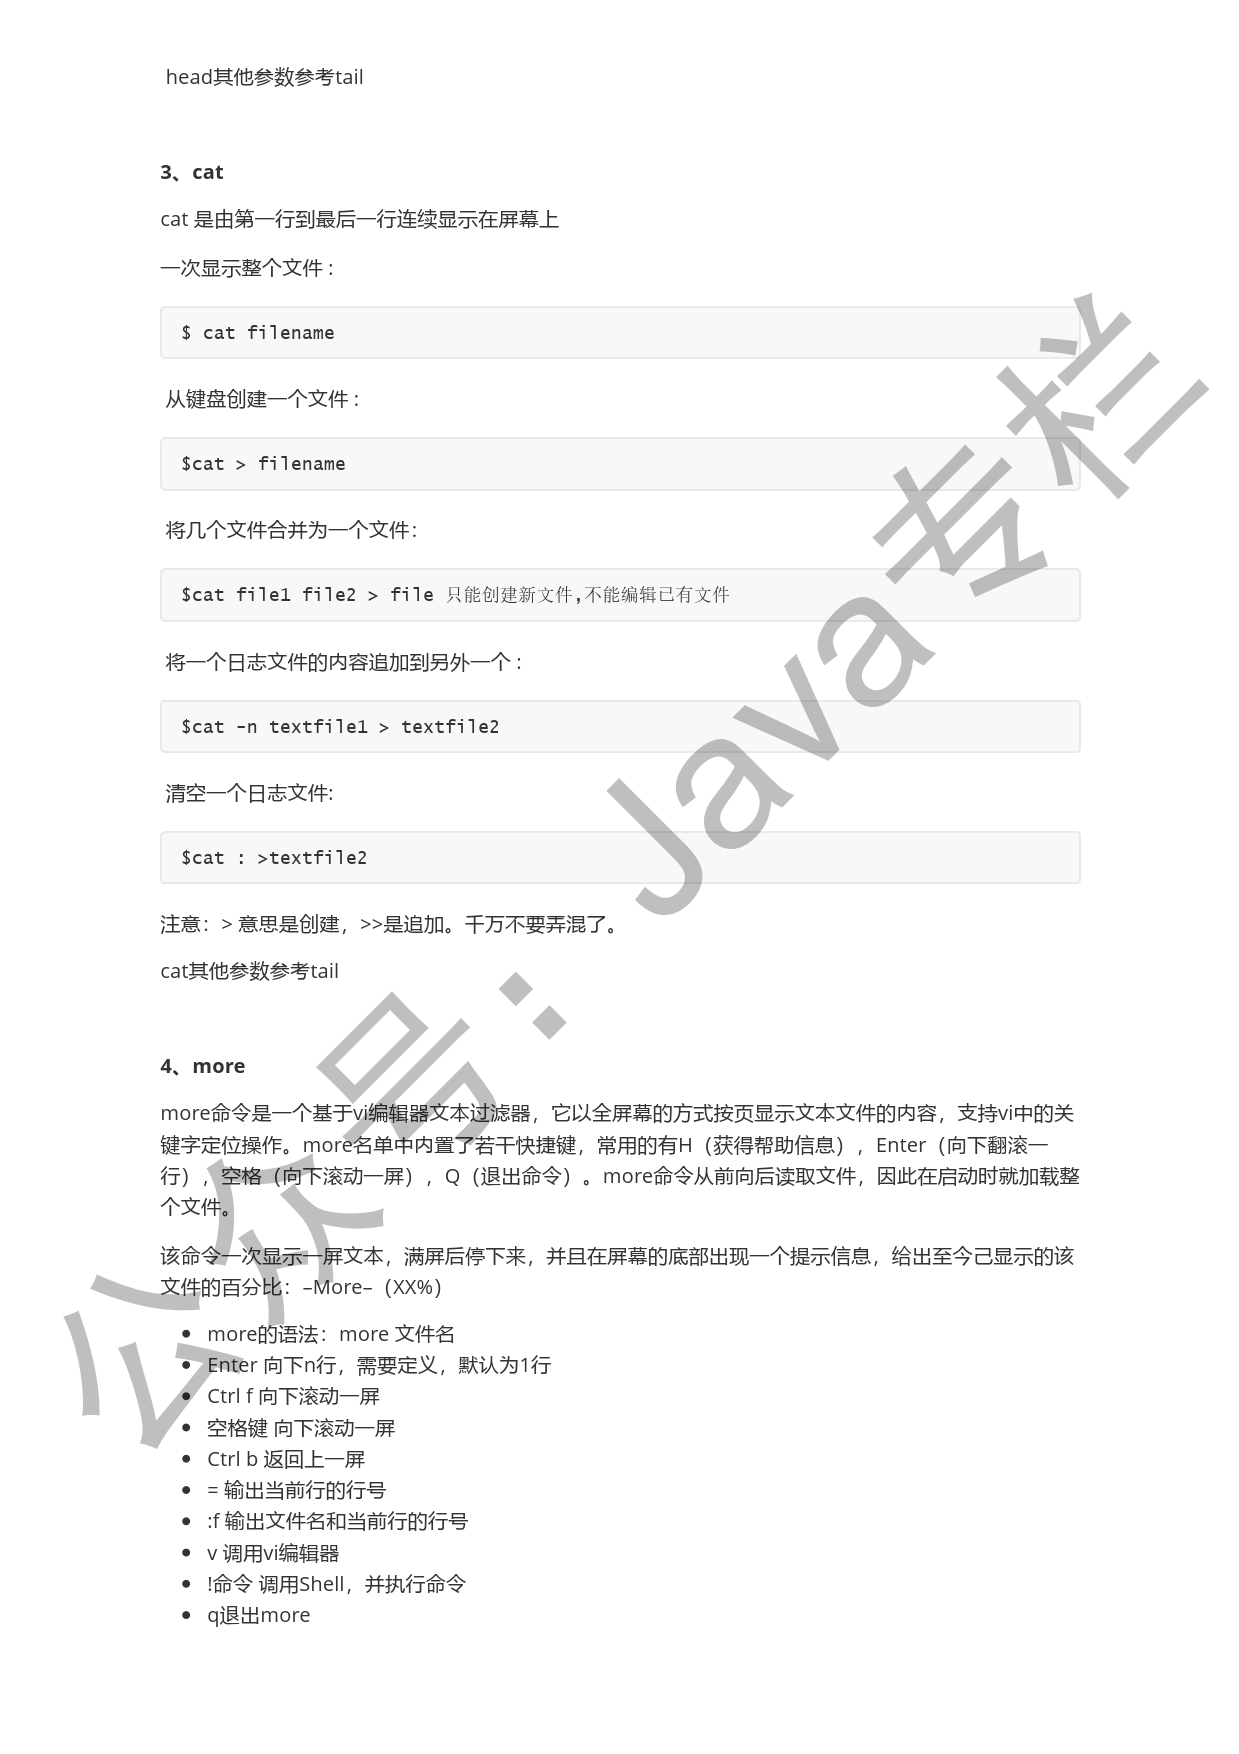 head其他参数参考tail
3、cat
cat 是由第一行到最后一行连续显示在屏幕上
一次显示整个文件 :
$ cat filename
从键盘创建一个文件 :
$cat > filename
将几个文件合并为一个文件：
$cat file1 file2 > file 只能创建新文件,不能编辑已有文件
将一个日志文件的内容追加到另外一个 :
$cat -n textfile1 > textfile2
清空一个日志文件:
$cat : >textfile2
注意：> 意思是创建，>>是追加。千万不要弄混了。
cat其他参数参考tail
4、more
more命令是一个基于vi编辑器文本过滤器，它以全屏幕的方式按页显示文本文件的内容，支持vi中的关
键字定位操作。more名单中内置了若干快捷键，常用的有H（获得帮助信息），Enter（向下翻滚一
行），空格（向下滚动一屏），Q（退出命令）。more命令从前向后读取文件，因此在启动时就加载整
个文件。
该命令一次显示一屏文本，满屏后停下来，并且在屏幕的底部出现一个提示信息，给出至今己显示的该
文件的百分比：–More–（XX%）
more的语法：more 文件名
Enter 向下n行，需要定义，默认为1行
Ctrl f 向下滚动一屏
空格键 向下滚动一屏
Ctrl b 返回上一屏
= 输出当前行的行号
:f 输出文件名和当前行的行号
v 调用vi编辑器
!命令 调用Shell，并执行命令
q退出more
公众号：Java专栏